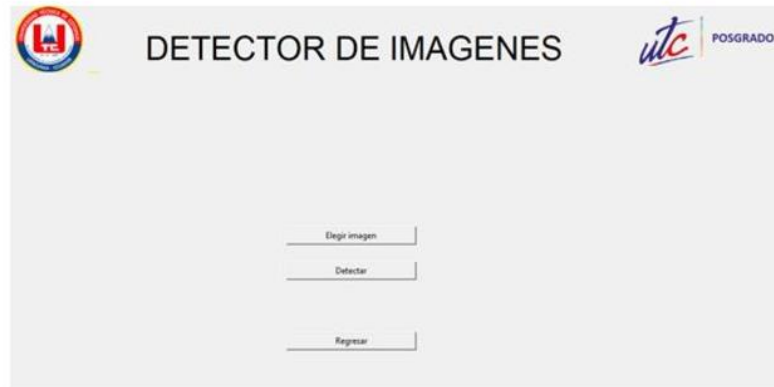 DETECTOR DE IMAGENES
utc POSGRADO
Elegir imagen
Detectar
Regresar